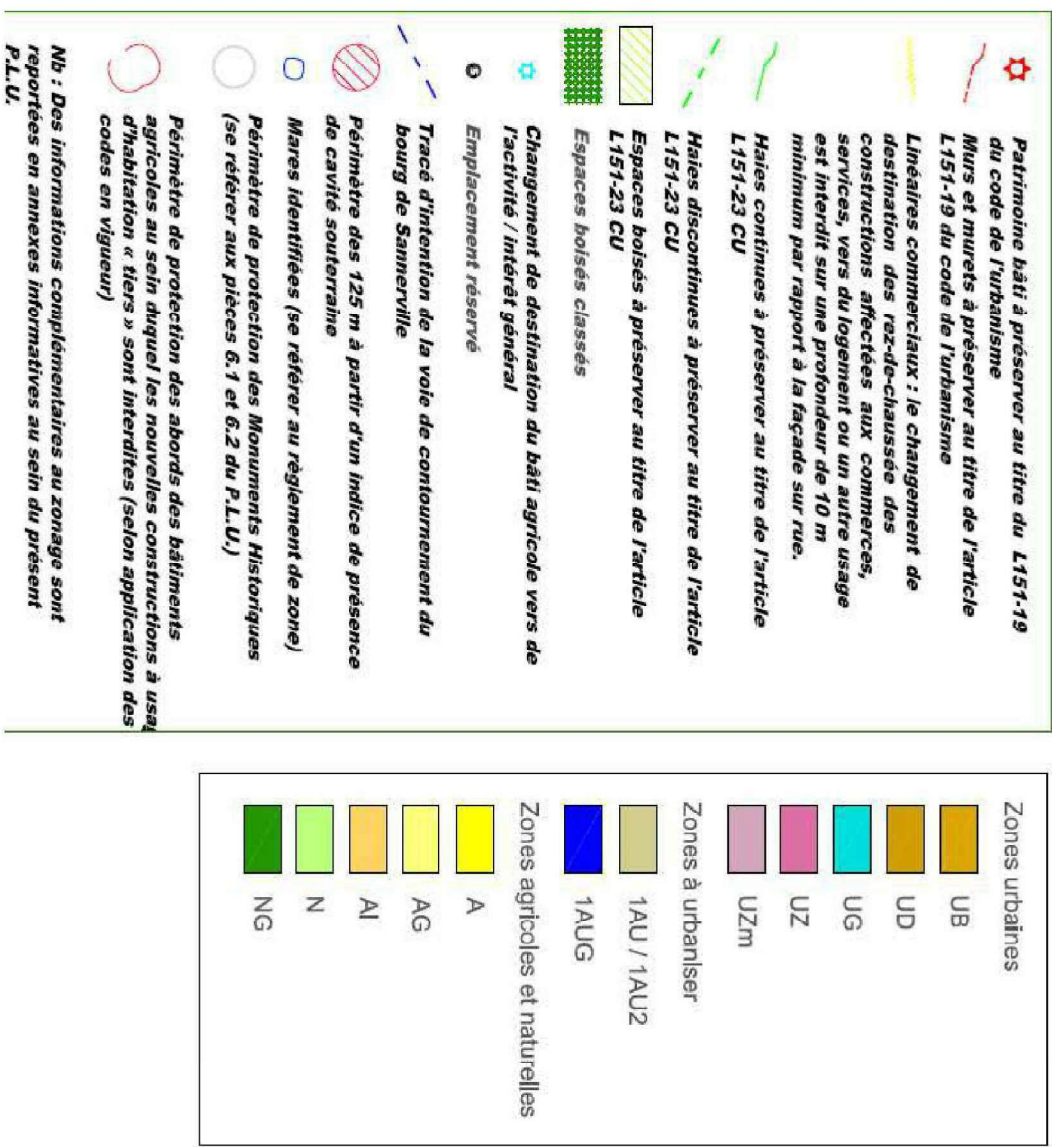 Patrimoine bâti à préserver au titre du L151-19
du code de l'urbanisme
Murs et murets à préserver au titre de l'article
L151-19 du code de l'urbanisme
Linéaires commerciaux : le changement de
destination des rez-de-chaussée des
constructions affectées aux commerces,
services, vers du logement ou un autre usage
est interdit sur une profondeur de 10 m
minimum par rapport à la façade sur rue.
Haies continues à préserver au titre de l'article
L151-23 CU
Haies discontinues à préserver au titre de l'article
L151-23 CU
Espaces boisés à préserver au titre de l'article
L151-23 CU
Espaces boisés classés
Changement de destination du bâti agricole vers de
l'activité / intérêt général
6 Emplacement réservé
Tracé d'intention de la voie de contournement du
bourg de Sannerville
Périmètre des 125 m à partir d'un indice de présence
de cavité souterraine
Mares identifiées (se référer au règlement de zone)
Périmètre de protection des Monuments Historiques
(se référer aux pièces 6.1 et 6.2 du P.L.U.)
Périmètre de protection des abords des bâtiments
agricoles au sein duquel les nouvelles constructions à usag
d'habitation « tiers » sont interdites (selon application des
codes en vigueur)
Nb : Des informations complémentaires au zonage sont
reportées en annexes informatives au sein du présent
P.L.U.
Zones urbaines
UB
UD
UG
UZ
UZm
Zones à urbaniser
1AU / 1AU2
1AUG
Zones agricoles et naturelles
A
AG
AI
N
NG